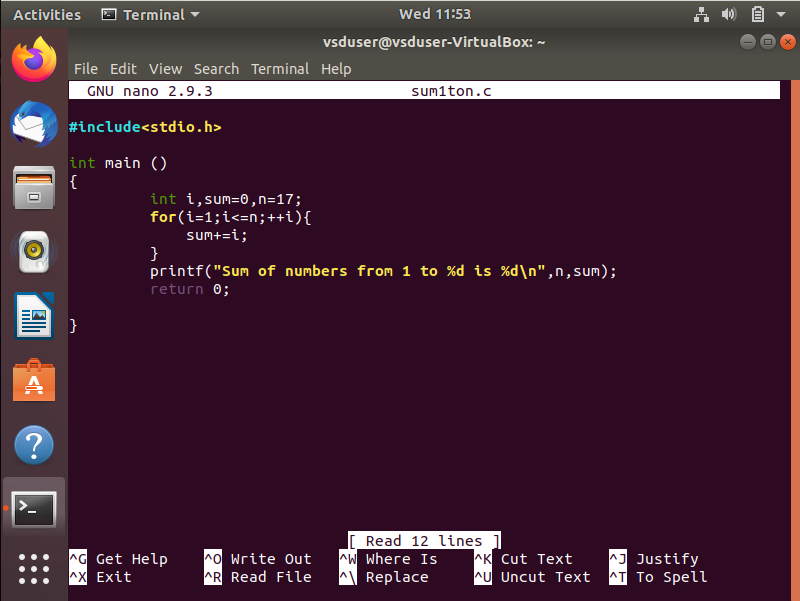 Activities Terminal Wed 11:53
vsduser@vsduser-VirtualBox: ~
File Edit View Search Terminal Help
GNU nano 2.9.3 sum1ton.c
#include<stdio.h>
int main ()
{
int i,sum=0,n=17;
for(i=1;i<=n;++i){
sum+=i;
}
printf("Sum of numbers from 1 to %d is %d\n",n,sum);
return 0;
}
[ Read 12 lines ]
^G Get Help ^O Write Out ^W Where Is ^K Cut Text ^J Justify
^X Exit ^R Read File ^\ Replace ^U Uncut Text ^T To Spell